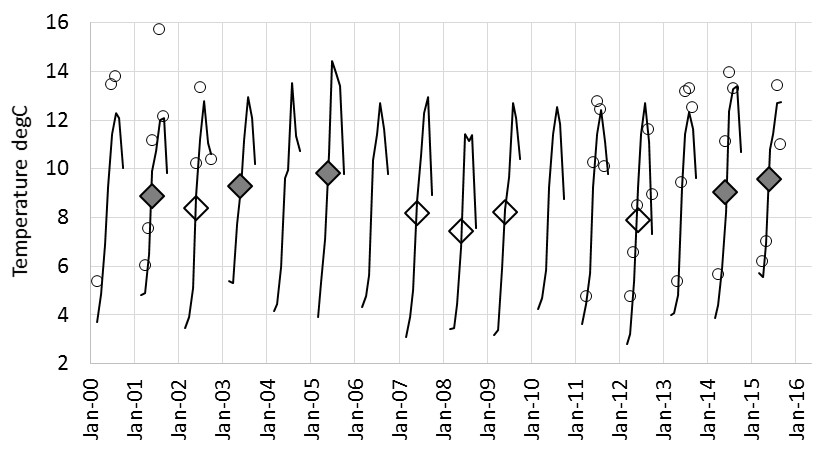 16
14
12
10
8
6
4
2
Temperature degC
Jan-00
Jan-01
Jan-02
Jan-03
Jan-04
Jan-05
Jan-06
Jan-07
Jan-08
Jan-09
Jan-10
Jan-11
Jan-12
Jan-13
Jan-14
Jan-15
Jan-16